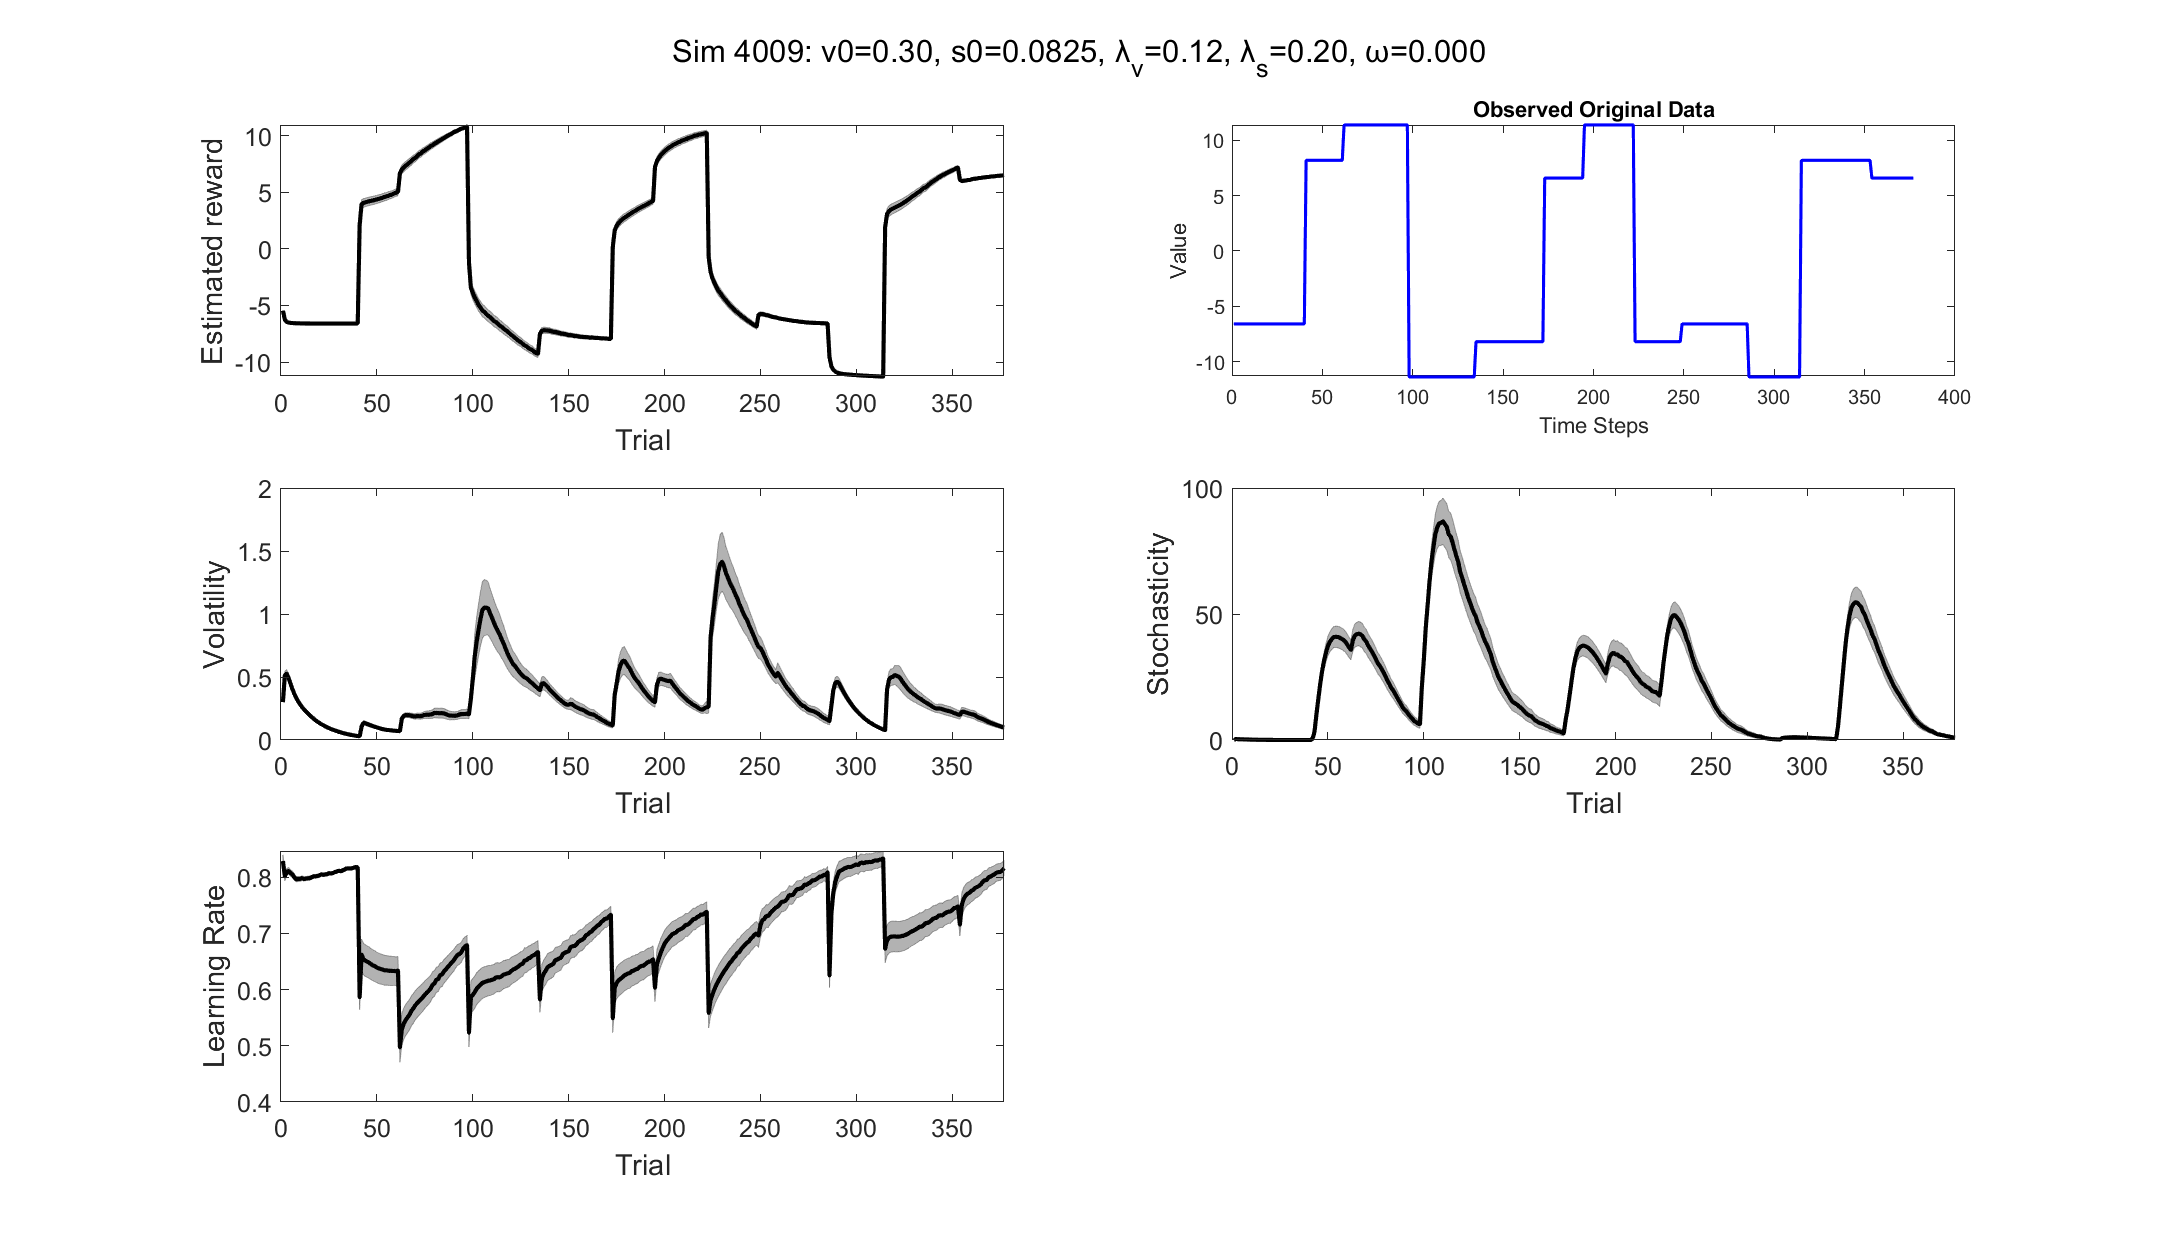 Sim 4009: v0=0.30, s0=0.0825, λv=0.12, λs=0.20, ω=0.000
Estimated reward
10
5
0
-5
-10
0 50 100 150 200 250 300 350
Trial
Observed Original Data
Value
10
5
0
-5
-10
0 50 100 150 200 250 300 350 400
Time Steps
Volatility
2
1.5
1
0.5
0
0 50 100 150 200 250 300 350
Trial
Stochasticity
100
50
0
0 50 100 150 200 250 300 350
Trial
Learning Rate
0.8
0.7
0.6
0.5
0.4
0 50 100 150 200 250 300 350
Trial